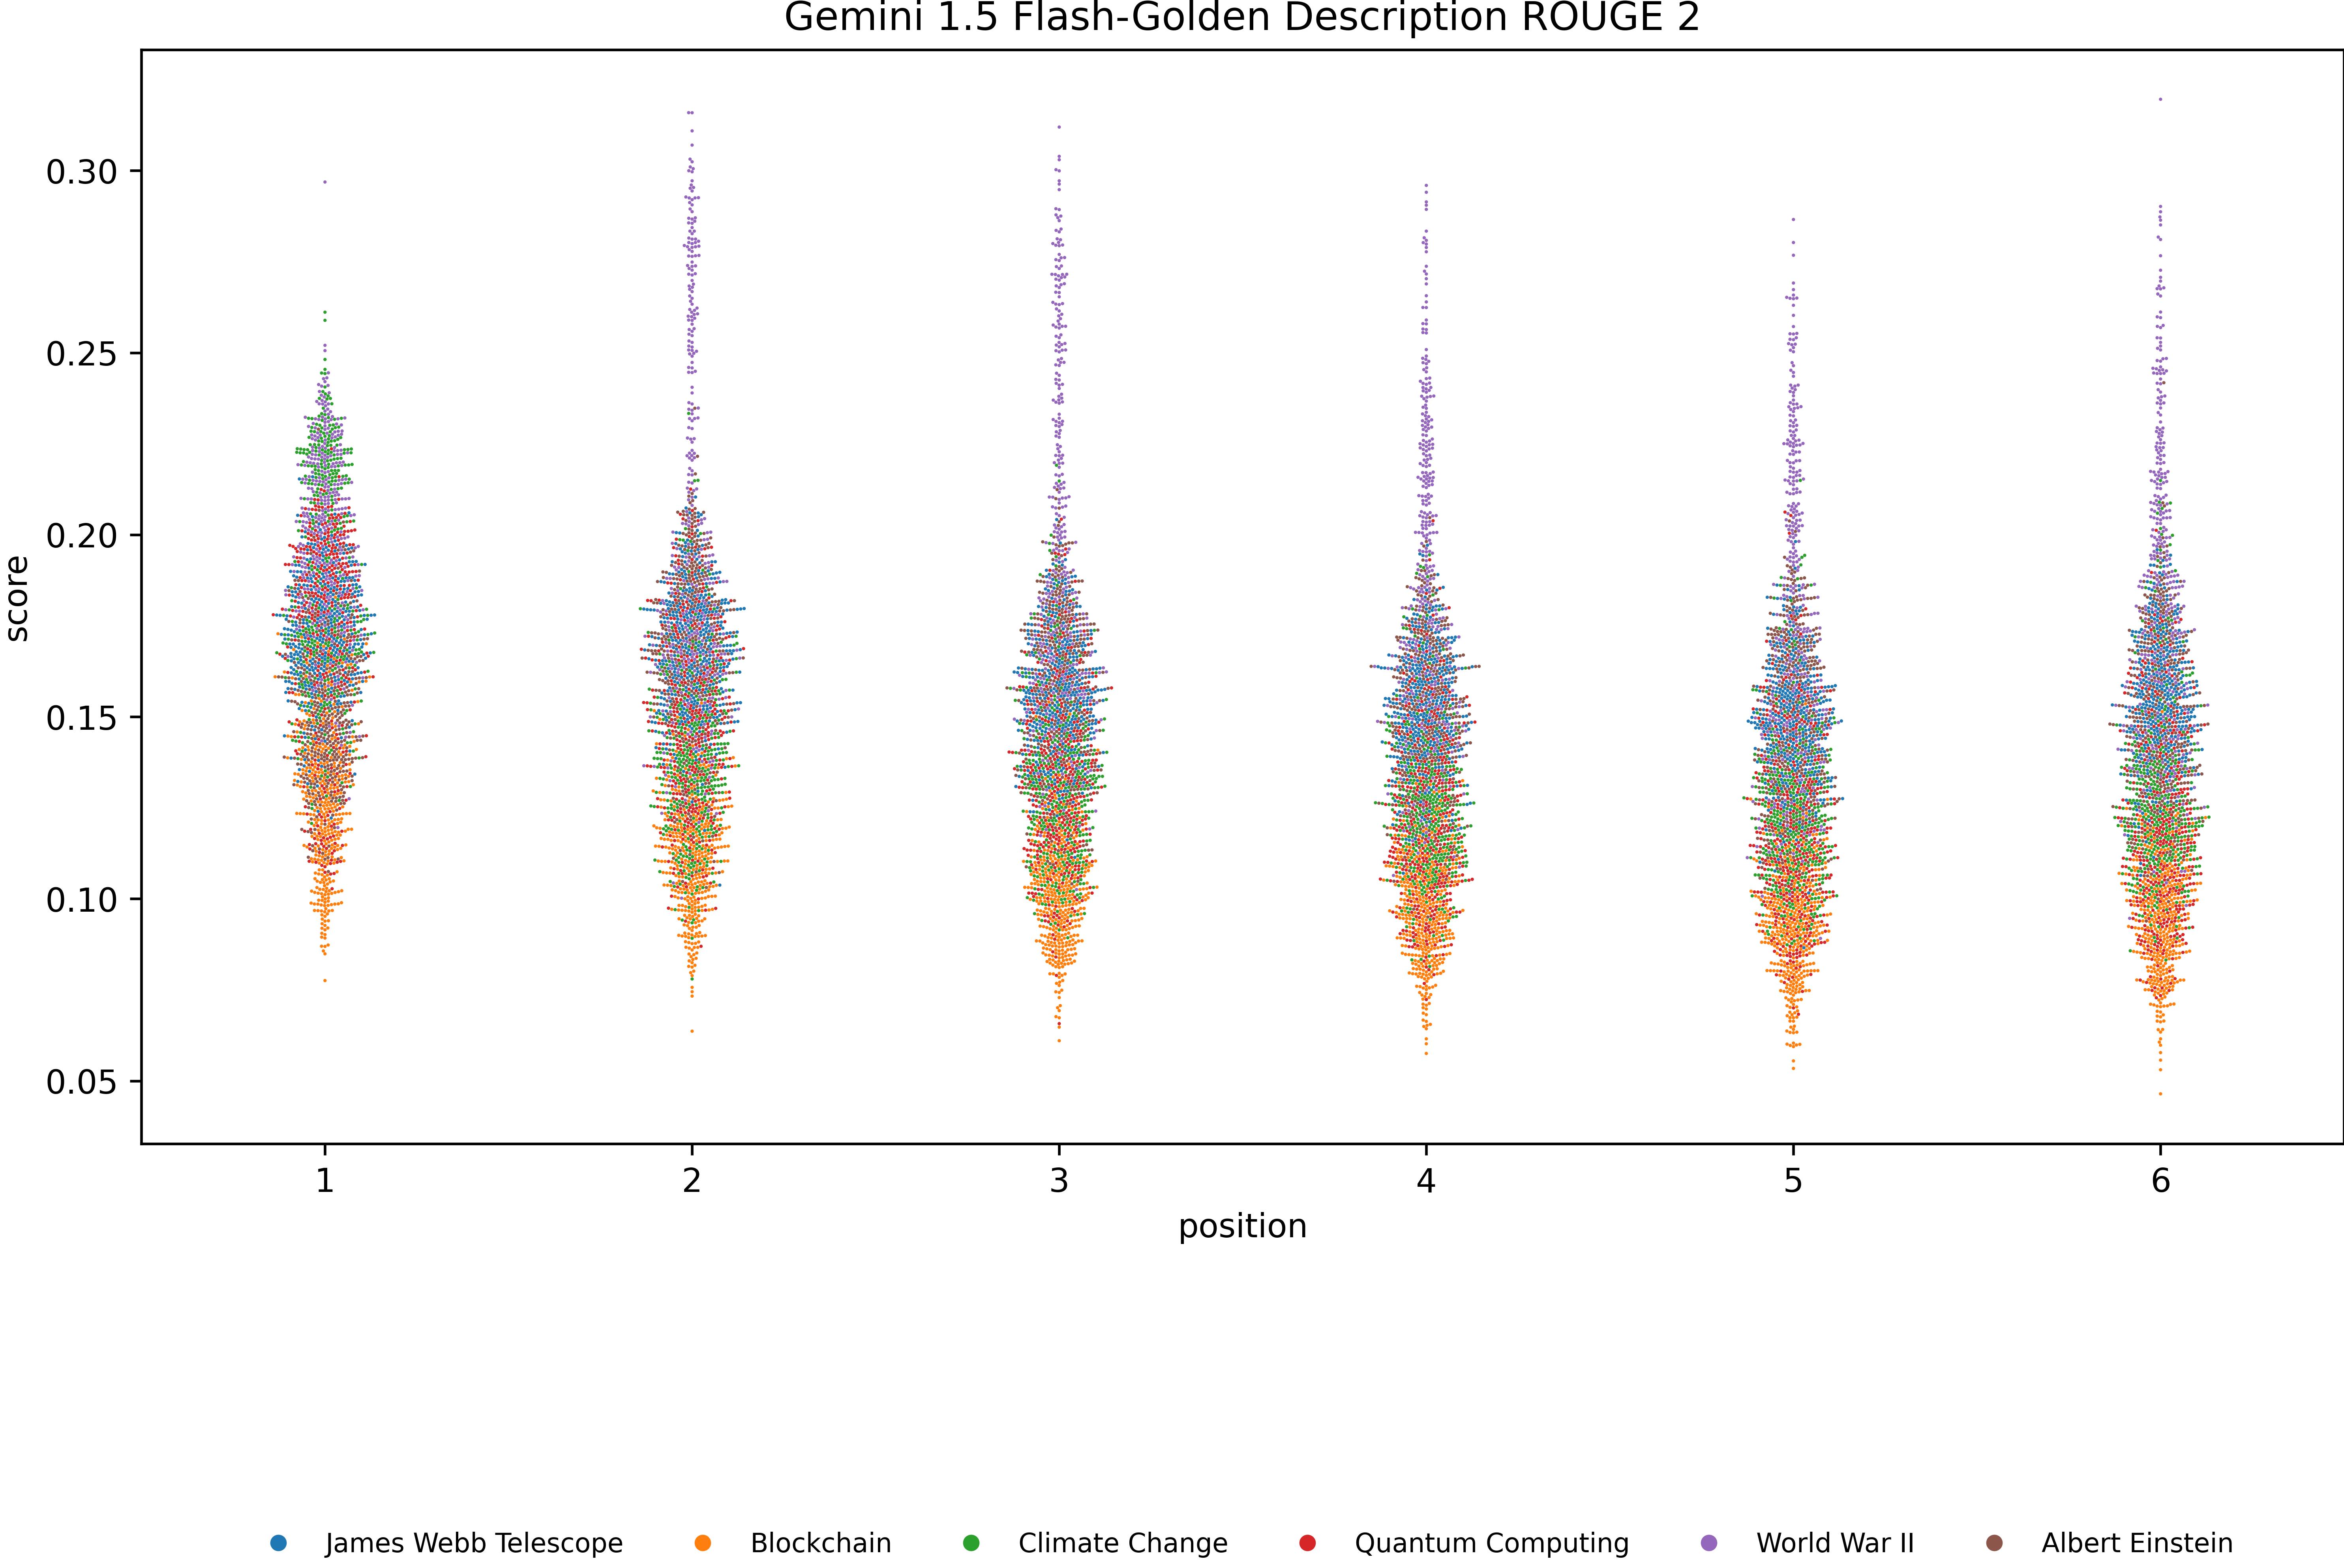 Gemini 1.5 Flash-Golden Description ROUGE 2
score
0.30
0.25
0.20
0.15
0.10
0.05
1 2 3 4 5 6
position
James Webb Telescope Blockchain Climate Change Quantum Computing World War II Albert Einstein